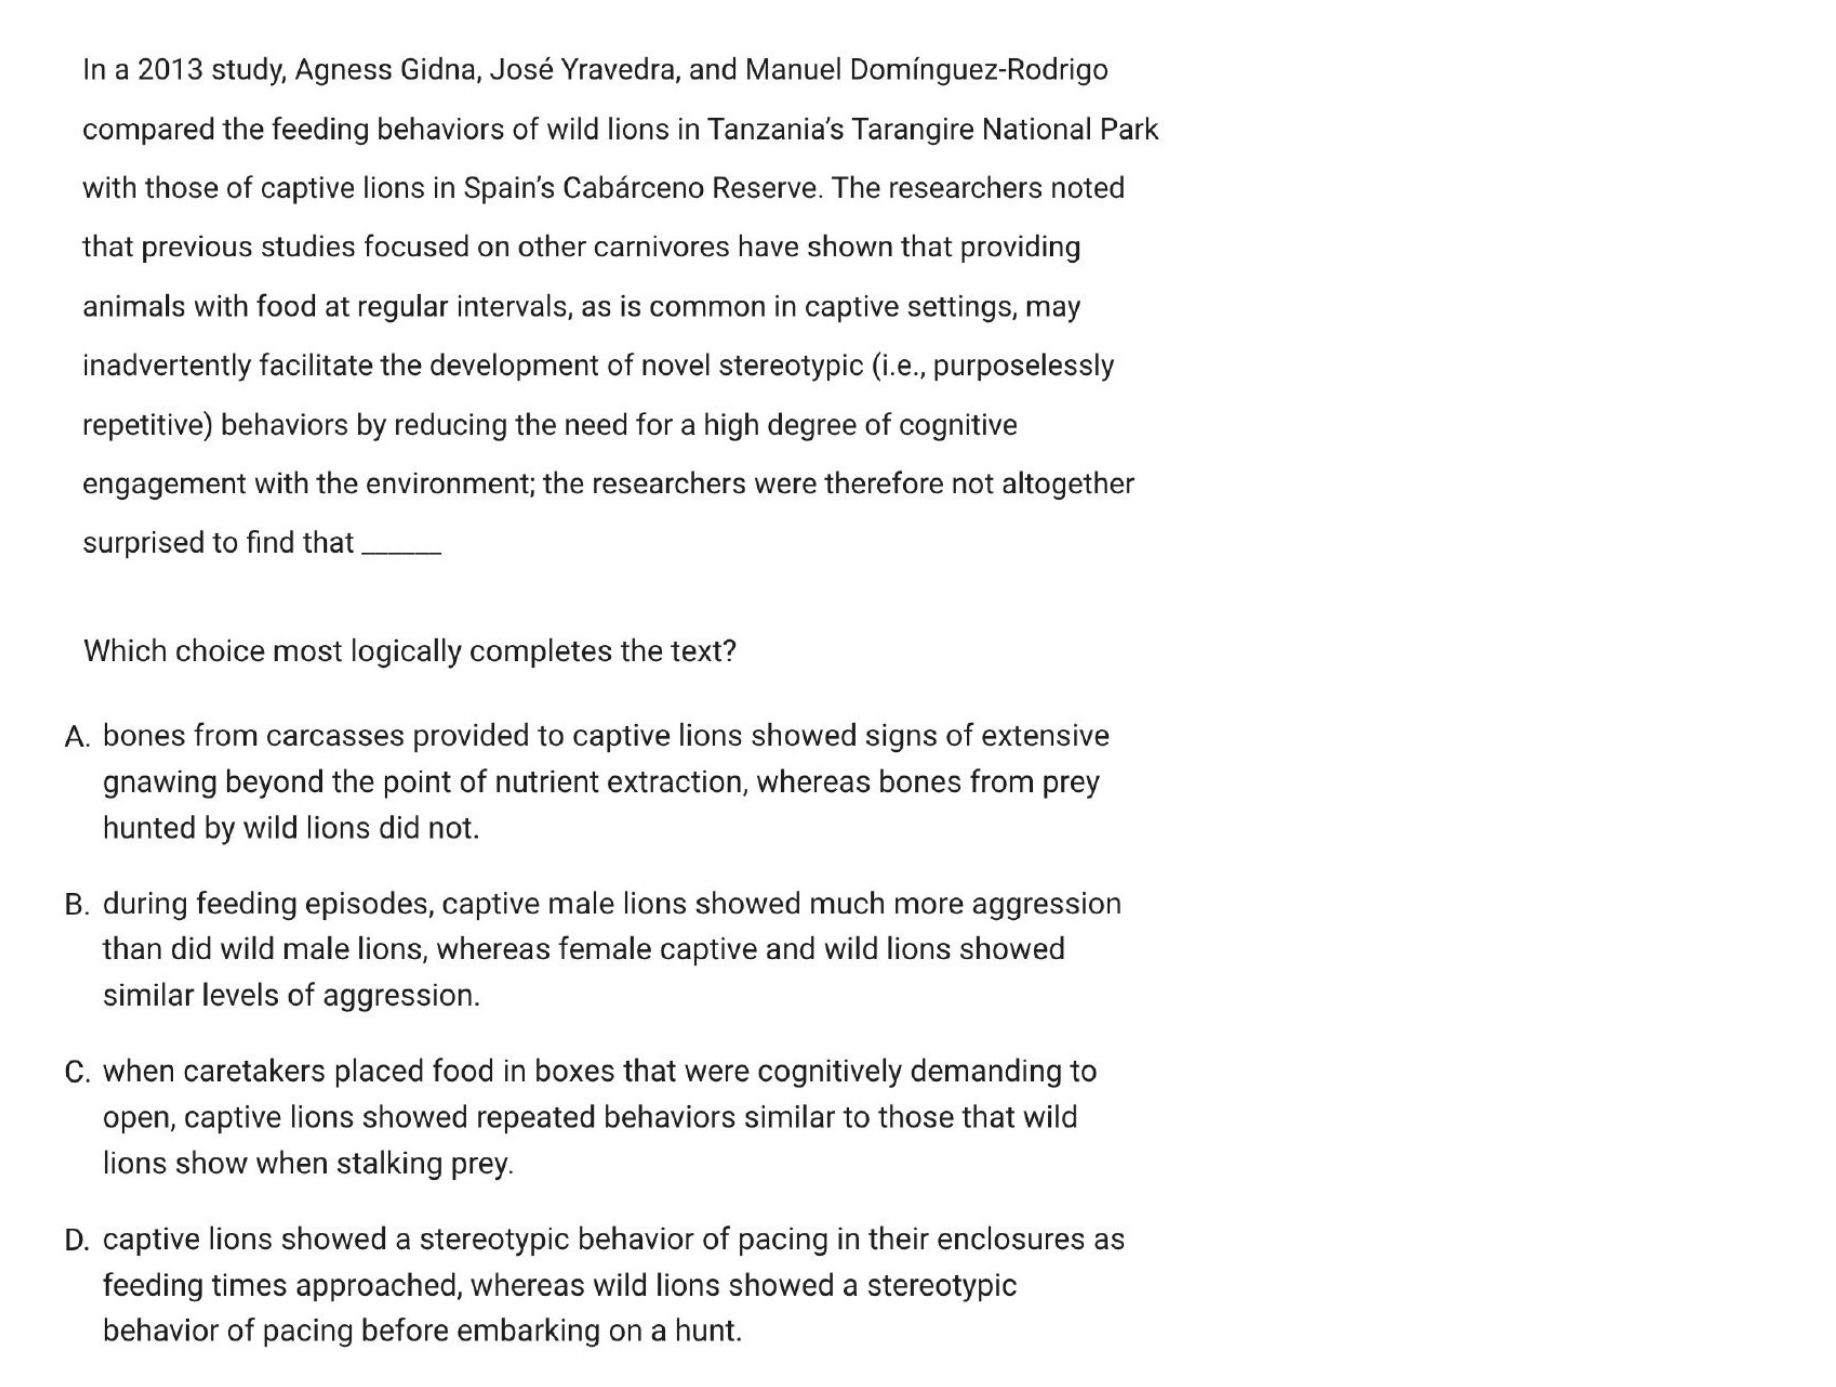 In a 2013 study, Agness Gidna, José Yravedra, and Manuel Domínguez-Rodrigo
compared the feeding behaviors of wild lions in Tanzania’s Tarangire National Park
with those of captive lions in Spain’s Cabárceno Reserve. The researchers noted
that previous studies focused on other carnivores have shown that providing
animals with food at regular intervals, as is common in captive settings, may
inadvertently facilitate the development of novel stereotypic (i.e., purposelessly
repetitive) behaviors by reducing the need for a high degree of cognitive
engagement with the environment; the researchers were therefore not altogether
surprised to find that ______
Which choice most logically completes the text?
A. bones from carcasses provided to captive lions showed signs of extensive
gnawing beyond the point of nutrient extraction, whereas bones from prey
hunted by wild lions did not.
B. during feeding episodes, captive male lions showed much more aggression
than did wild male lions, whereas female captive and wild lions showed
similar levels of aggression.
C. when caretakers placed food in boxes that were cognitively demanding to
open, captive lions showed repeated behaviors similar to those that wild
lions show when stalking prey.
D. captive lions showed a stereotypic behavior of pacing in their enclosures as
feeding times approached, whereas wild lions showed a stereotypic
behavior of pacing before embarking on a hunt.